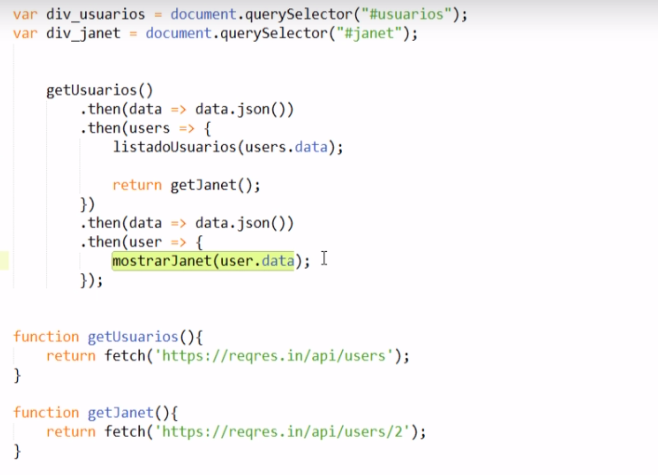 var div_usuarios = document.querySelector("#usuarios");
var div_janet = document.querySelector("#janet");
getUsuarios()
.then(data => data.json())
.then(users => {
listadoUsuarios(users.data);
return getJanet();
})
.then(data => data.json())
.then(user => {
mostrarJanet(user.data);
});
function getUsuarios(){
return fetch('https://reqres.in/api/users');
}
function getJanet(){
return fetch('https://reqres.in/api/users/2');
}